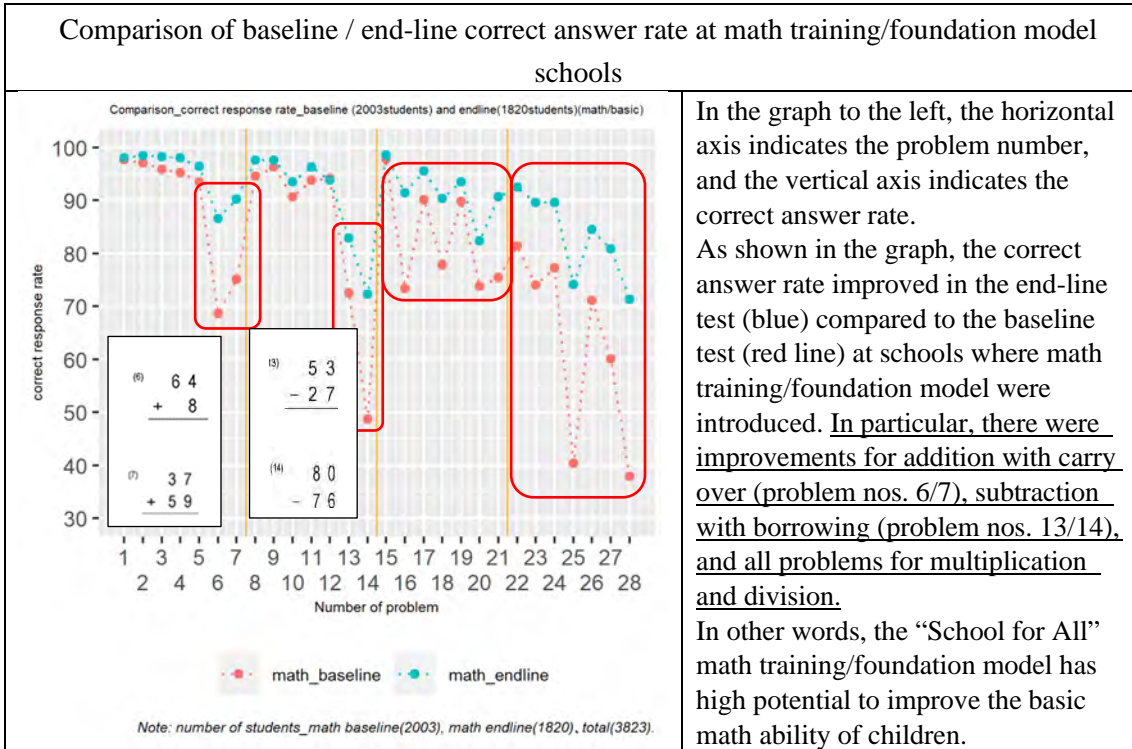 Comparison of baseline / end-line correct answer rate at math training/foundation model
schools
Comparison_correct response rate_baseline (2003students) and endline(1820students)(math/basic)
correct response rate
100
90
80
70
60
50
40
30
(6) 6 4
+ 8
(7) 3 7
+ 5 9
13) 5 3
- 2 7
(14) 8 0
- 7 6
1 3 5 7 9 11 13 15 17 19 21 23 25 27
2 4 6 8 10 12 14 16 18 20 22 24 26 28
Number of problem
math_baseline math_endline
Note: number of students_math baseline(2003), math endline(1820), total(3823).
In the graph to the left, the horizontal
axis indicates the problem number,
and the vertical axis indicates the
correct answer rate.
As shown in the graph, the correct
answer rate improved in the end-line
test (blue) compared to the baseline
test (red line) at schools where math
training/foundation model were
introduced. In particular, there were
improvements for addition with carry
over (problem nos. 6/7), subtraction
with borrowing (problem nos. 13/14),
and all problems for multiplication
and division.
In other words, the “School for All”
math training/foundation model has
high potential to improve the basic
math ability of children.